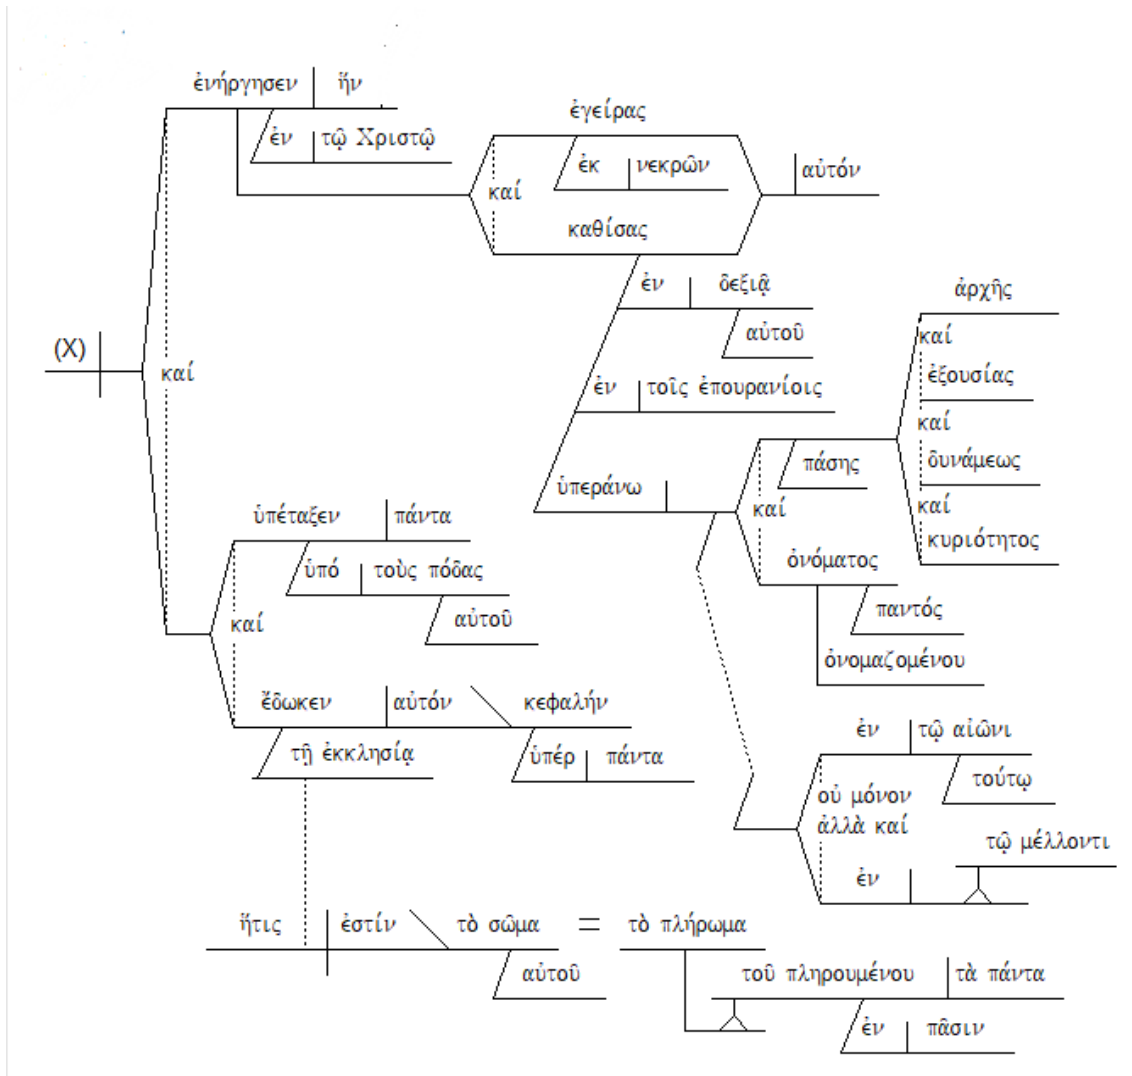 ἐνήργησεν ἥν
ἐν τῷ Χριστῷ
ἐγείρας
ἐκ νεκρῶν
καί
αὐτόν
καθίσας
ἐν δεξιᾷ
αὐτοῦ
ἐν τοῖς ἐπουρανίοις
ἀρχῆς
καί
ἐξουσίας
καί
δυνάμεως
καί
κυριότητος
(X)
καί
ὑπεράνω
πάσης
καί
ὀνόματος
παντός
ὀνομαζομένου
ὑπέταξεν πάντα
ὑπό τοὺς πόδας
αὐτοῦ
καί
ἔδωκεν αὐτόν κεφαλήν
τῇ ἐκκλησίᾳ ὑπέρ πάντα
ἐν τῷ αἰῶνι
τούτῳ
οὐ μόνον
ἀλλὰ καί
τῷ μέλλοντι
ἐν
ἥτις ἐστίν τὸ σῶμα = τὸ πλήρωμα
αὐτοῦ τοῦ πληρουμένου τὰ πάντα
ἐν πᾶσιν